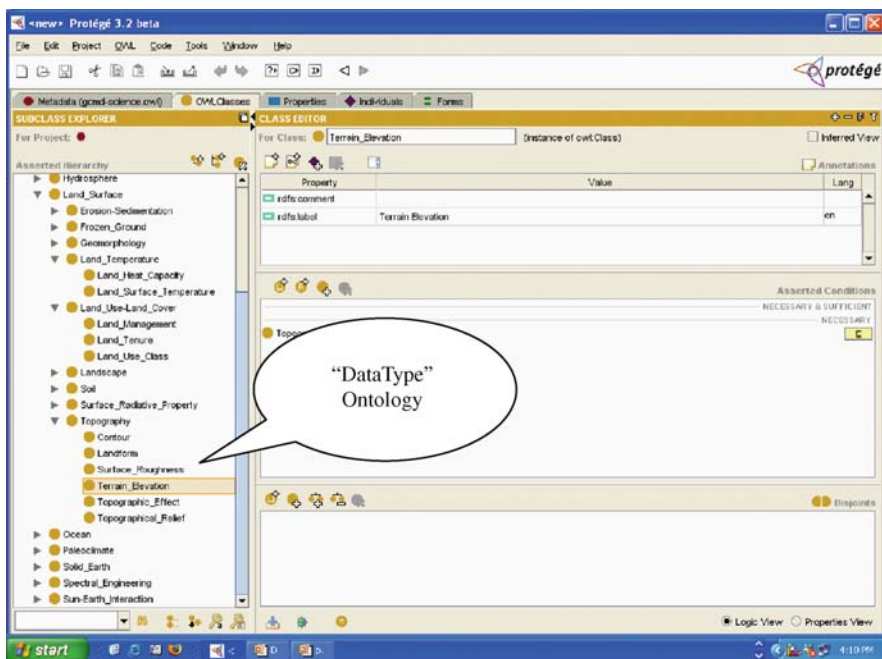 <new> Protégé 3.2 beta
File Edit Project OWL Code Tools Window Help
protégé
Metadata (gcmd-science.owl) OWLClasses Properties Individuals Forms
SUBCLASS EXPLORER
CLASS EDITOR
For Project:
For Class: Terrain_Elevation (instance of owl:Class) Inferred View
Asserted Hierarchy
Annotations
Property Value Lang
rdfs:comment
rdfs:label Terrain Elevation en
Hydrosphere
Land_Surface
Erosion-Sedimentation
Frozen_Ground
Geomorphology
Land_Temperature
Land_Heat_Capacity
Land_Surface_Temperature
Land_Use-Land_Cover
Land_Management
Land_Tenure
Land_Use_Class
Landscape
Soil
Surface_Radiative_Property
Topography
Contour
Landform
Surface_Roughness
Terrain_Elevation
Topographic_Effect
Topographical_Relief
Ocean
Paleoclimate
Solid_Earth
Spectral_Engineering
Sun-Earth_Interaction
Asserted Conditions
NECESSARY & SUFFICIENT
NECESSARY
“DataType”
Ontology
Disjoints
Logic View Properties View
start
4:10 PM